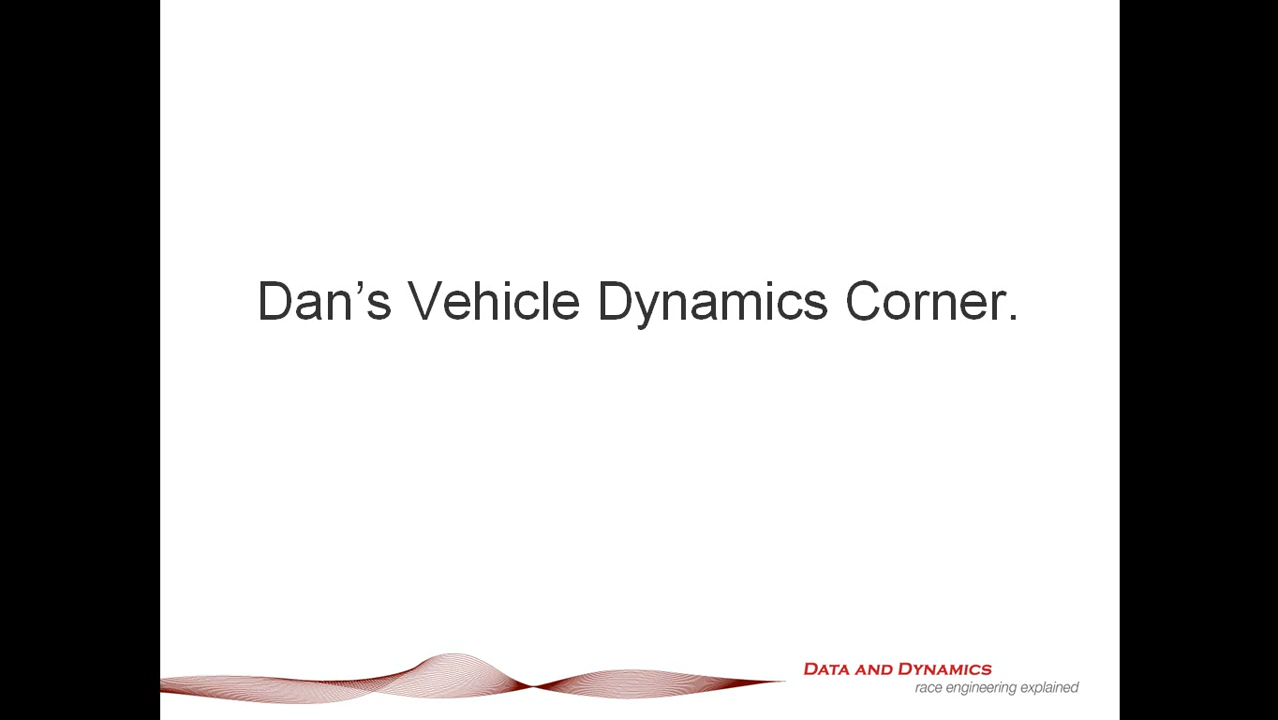 Dan’s Vehicle Dynamics Corner.
DATA AND DYNAMICS
race engineering explained